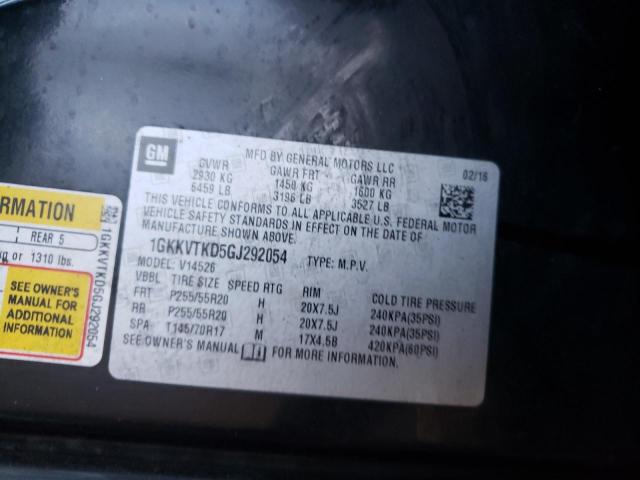 GM
MFD BY GENERAL MOTORS LLC
02/16
GVWR GAWR FRT GAWR RR
2930 KG 1450 KG 1600 KG
6459 LB 3196 LB 3527 LB
THIS VEHICLE CONFORMS TO ALL APPLICABLE U.S. FEDERAL MOTOR
VEHICLE SAFETY STANDARDS IN EFFECT ON THE DATE OF
MANUFACTURE SHOWN ABOVE.
1GKKVTKD5GJ292054 TYPE: M.P.V.
MODEL: V14526
VBBL TIRE SIZE SPEED RTG RIM COLD TIRE PRESSURE
FRT P255/55R20 H 20X7.5J 240KPA(35PSI)
RR P255/55R20 H 20X7.5J 240KPA(35PSI)
SPA T145/70R17 M 17X4.5B 420KPA(60PSI)
SEE OWNER'S MANUAL FOR MORE INFORMATION.
REAR 5
or 1310 lbs.
SEE OWNER'S
MANUAL FOR
ADDITIONAL
INFORMATION
1GKKVTKD5GJ292054